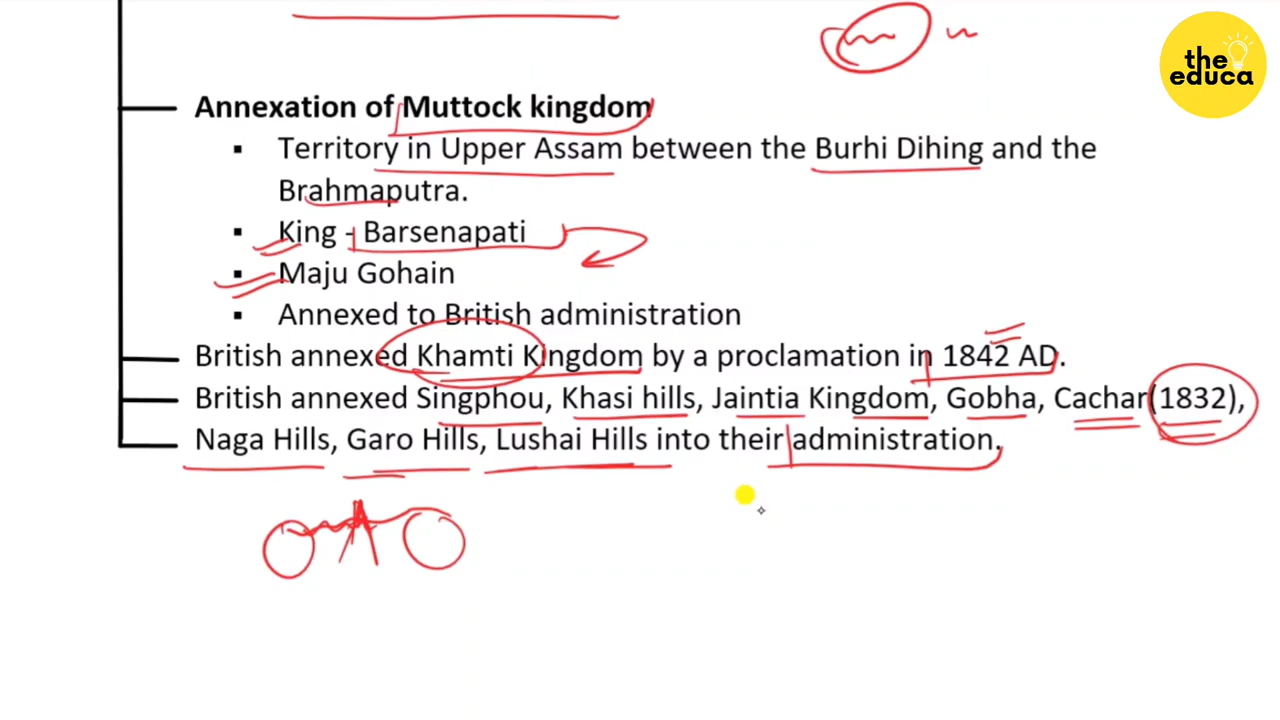 the
educa
Annexation of Muttock kingdom
▪ Territory in Upper Assam between the Burhi Dihing and the
Brahmaputra.
▪ King - Barsenapati
▪ Maju Gohain
▪ Annexed to British administration
British annexed Khamti Kingdom by a proclamation in 1842 AD.
British annexed Singphou, Khasi hills, Jaintia Kingdom, Gobha, Cachar(1832),
Naga Hills, Garo Hills, Lushai Hills into their administration.